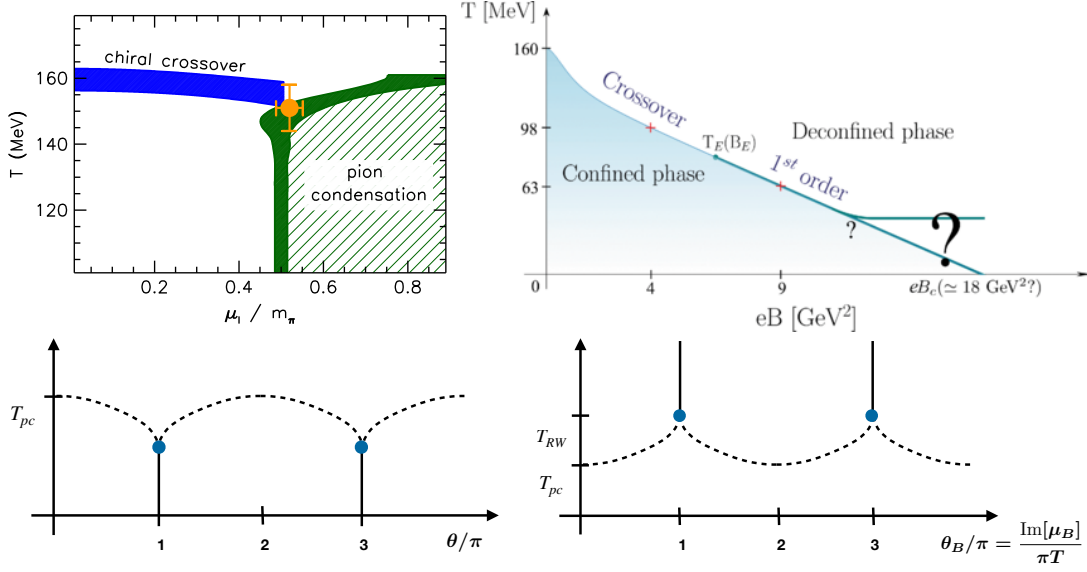 chiral crossover
160
140
120
T (MeV)
pion
condensation
0.2
0.4
0.6
0.8
μI / mπ
T [MeV]
160
98
63
0
Crossover
TE(BE)
1st order
Deconfined phase
Confined phase
?
?
4
9
eBc(≃ 18 GeV2?)
eB [GeV2]
Tpc
1
2
3
θ/π
TRW
Tpc
1
2
3
θB/π = Im[μB]
πT